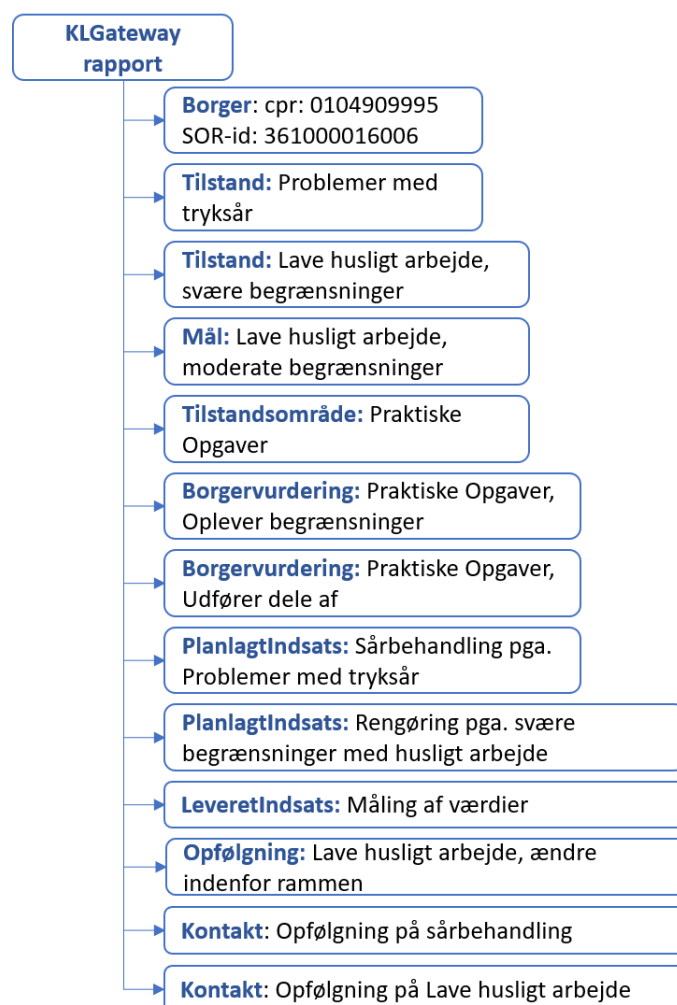 KLGateway
rapport
Borger: cpr: 0104909995
SOR-id: 361000016006
Tilstand: Problemer med
tryksår
Tilstand: Lave husligt arbejde,
svære begrænsninger
Mål: Lave husligt arbejde,
moderate begrænsninger
Tilstandsområde: Praktiske
Opgaver
Borgervurdering: Praktiske Opgaver,
Oplever begrænsninger
Borgervurdering: Praktiske Opgaver,
Udfører dele af
PlanlagtIndsats: Sårbehandling pga.
Problemer med tryksår
PlanlagtIndsats: Rengøring pga. svære
begrænsninger med husligt arbejde
LeveretIndsats: Måling af værdier
Opfølgning: Lave husligt arbejde, ændre
indenfor rammen
Kontakt: Opfølgning på sårbehandling
Kontakt: Opfølgning på Lave husligt arbejde